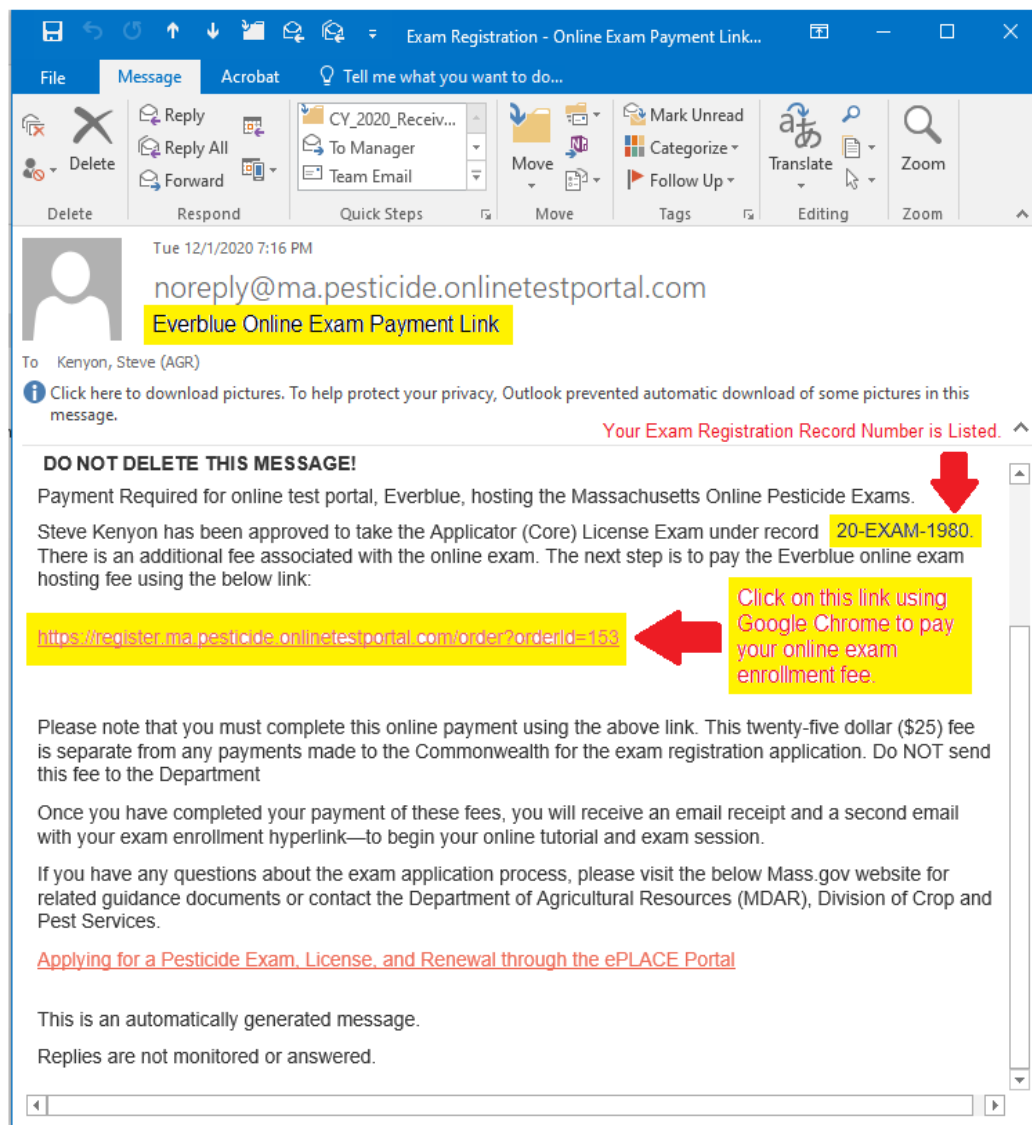 Exam Registration - Online Exam Payment Link...
File Message Acrobat Tell me what you want to do...
Delete
Reply
Reply All
Forward
CY_2020_Receiv...
To Manager
Team Email
Move
Mark Unread
Categorize
Follow Up
Translate
Zoom
Delete Respond Quick Steps Move Tags Editing Zoom
Tue 12/1/2020 7:16 PM
noreply@ma.pesticide.onlinetestportal.com
Everblue Online Exam Payment Link
To Kenyon, Steve (AGR)
Click here to download pictures. To help protect your privacy, Outlook prevented automatic download of some pictures in this
message.
Your Exam Registration Record Number is Listed.
DO NOT DELETE THIS MESSAGE!
Payment Required for online test portal, Everblue, hosting the Massachusetts Online Pesticide Exams.
Steve Kenyon has been approved to take the Applicator (Core) License Exam under record 20-EXAM-1980.
There is an additional fee associated with the online exam. The next step is to pay the Everblue online exam
hosting fee using the below link:
https://register.ma.pesticide.onlinetestportal.com/order?orderId=153
Click on this link using
Google Chrome to pay
your online exam
enrollment fee.
Please note that you must complete this online payment using the above link. This twenty-five dollar ($25) fee
is separate from any payments made to the Commonwealth for the exam registration application. Do NOT send
this fee to the Department
Once you have completed your payment of these fees, you will receive an email receipt and a second email
with your exam enrollment hyperlink—to begin your online tutorial and exam session.
If you have any questions about the exam application process, please visit the below Mass.gov website for
related guidance documents or contact the Department of Agricultural Resources (MDAR), Division of Crop and
Pest Services.
Applying for a Pesticide Exam, License, and Renewal through the ePLACE Portal
This is an automatically generated message.
Replies are not monitored or answered.